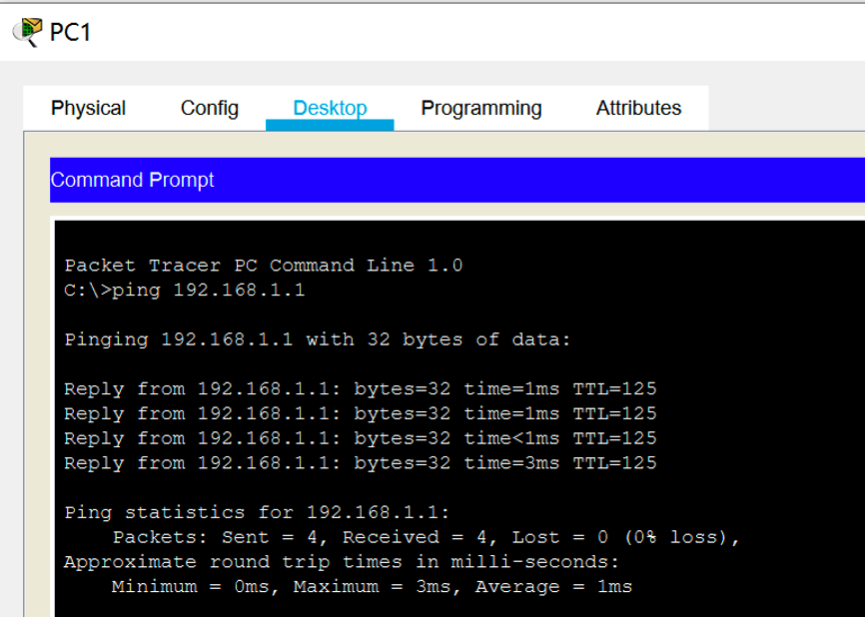 PC1
Physical Config Desktop Programming Attributes
Command Prompt
Packet Tracer PC Command Line 1.0
C:\>ping 192.168.1.1
Pinging 192.168.1.1 with 32 bytes of data:
Reply from 192.168.1.1: bytes=32 time=1ms TTL=125
Reply from 192.168.1.1: bytes=32 time=1ms TTL=125
Reply from 192.168.1.1: bytes=32 time<1ms TTL=125
Reply from 192.168.1.1: bytes=32 time=3ms TTL=125
Ping statistics for 192.168.1.1:
Packets: Sent = 4, Received = 4, Lost = 0 (0% loss),
Approximate round trip times in milli-seconds:
Minimum = 0ms, Maximum = 3ms, Average = 1ms